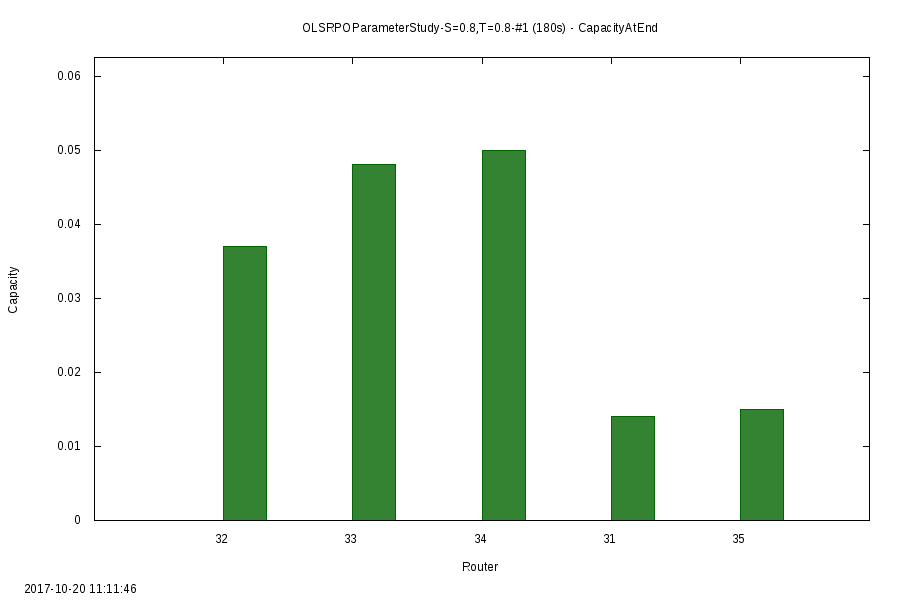 OLSRPOParameterStudy-S=0.8,T=0.8-#1 (180s) - CapacityAtEnd
0.06
0.05
0.04
0.03
0.02
0.01
0
Capacity
32 33 34 31 35
Router
2017-10-20 11:11:46